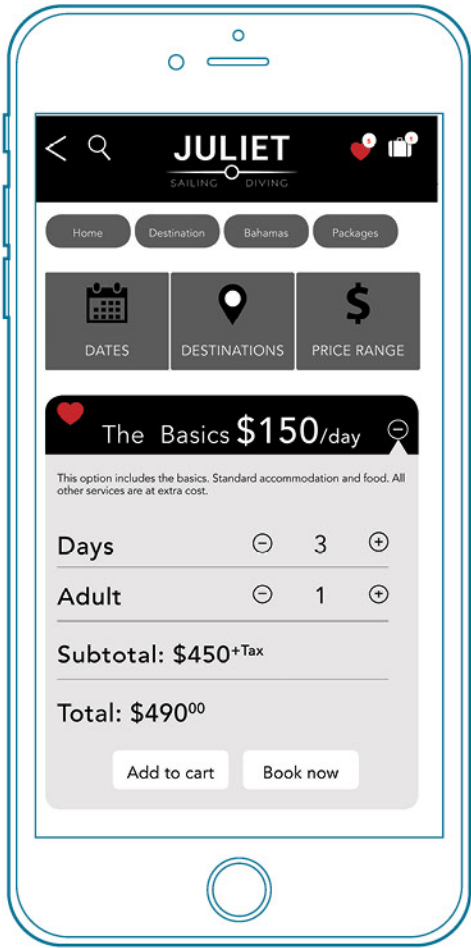 5 1
JULIET
SAILING DIVING
Home Destination Bahamas Packages
DATES DESTINATIONS PRICE RANGE
The Basics $150/day
This option includes the basics. Standard accommodation and food. All
other services are at extra cost.
Days 3
Adult 1
Subtotal: $450+Tax
Total: $490⁰⁰
Add to cart Book now